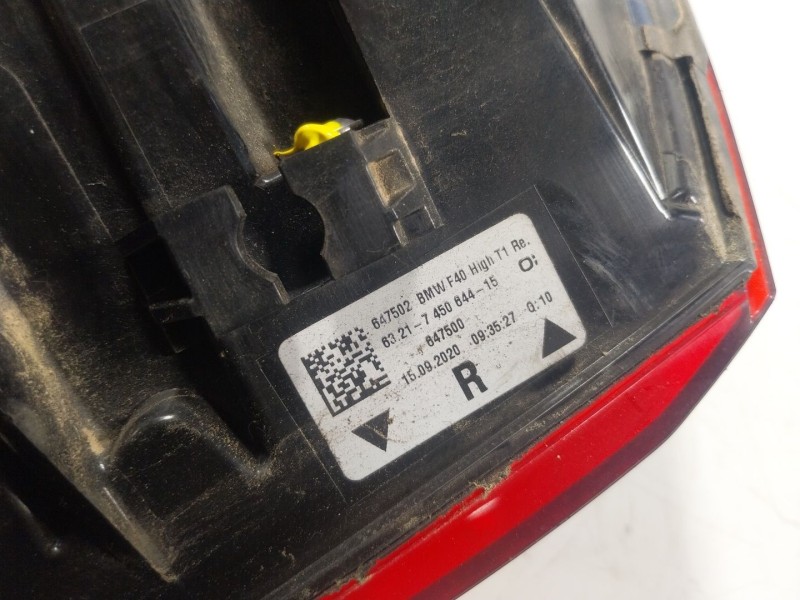 647502 BMW F40 High T1 Re.
63.21-7 450 644-15
647500
15.09.2020 09:35:27 Q:10
R